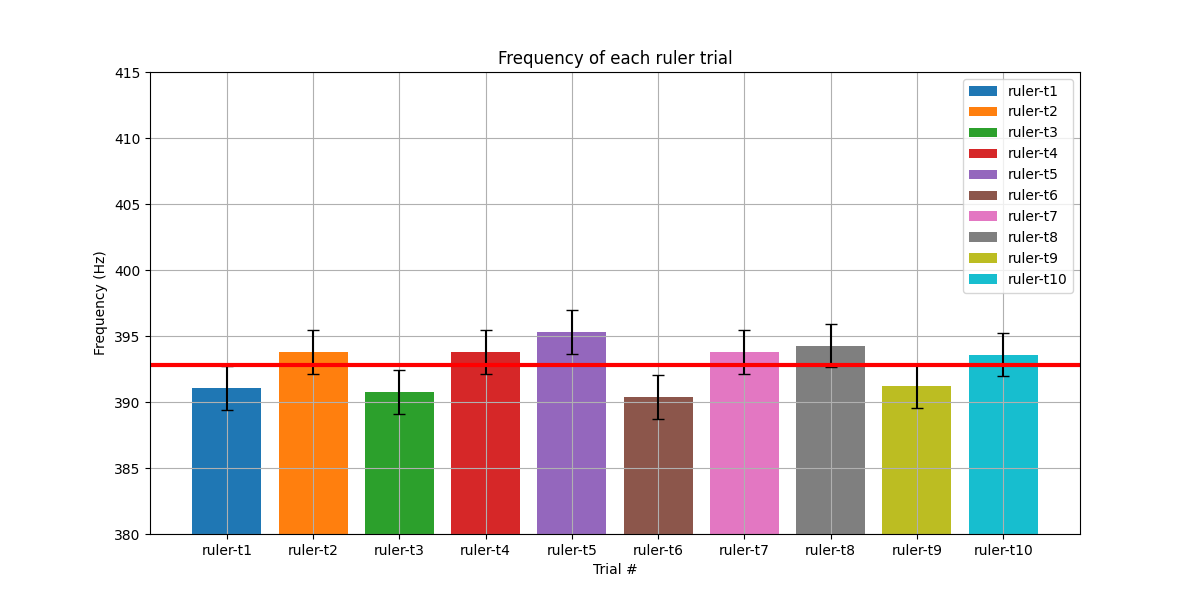 Frequency of each ruler trial
415
410
405
400
395
390
385
380
Frequency (Hz)
ruler-t1
ruler-t2
ruler-t3
ruler-t4
ruler-t5
ruler-t6
ruler-t7
ruler-t8
ruler-t9
ruler-t10
ruler-t1 ruler-t2 ruler-t3 ruler-t4 ruler-t5 ruler-t6 ruler-t7 ruler-t8 ruler-t9 ruler-t10
Trial #